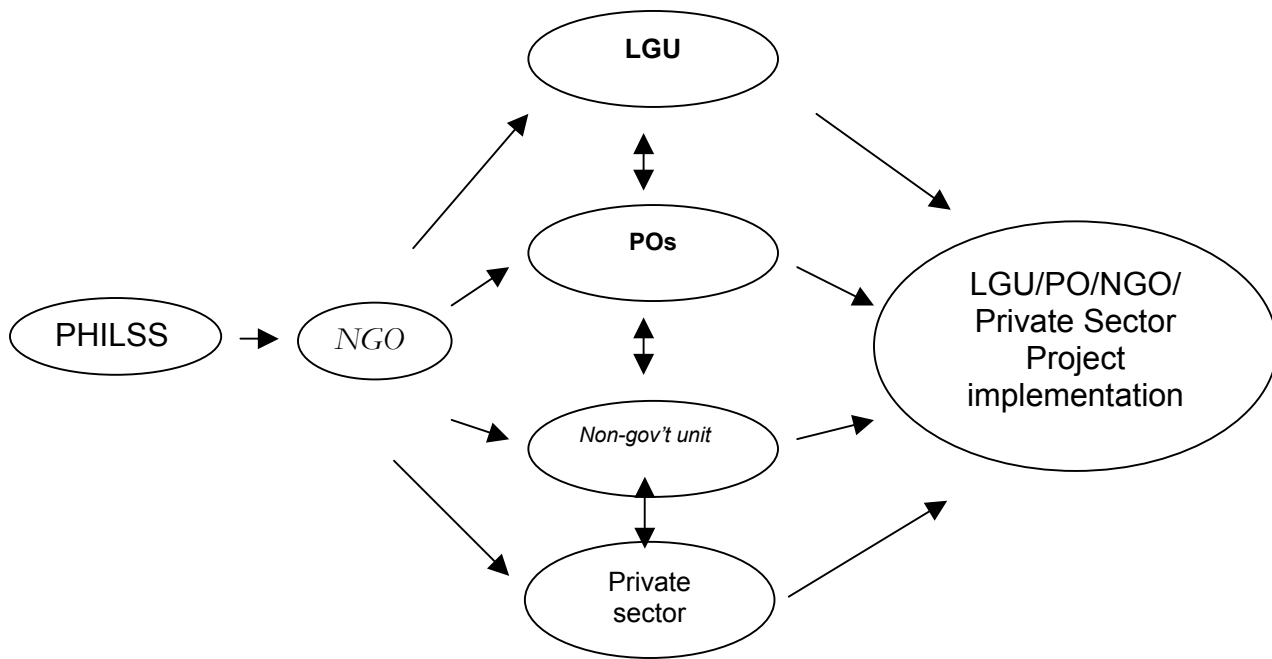 LGU
POs
PHILSS
NGO
Non-gov’t unit
Private
sector
LGU/PO/NGO/
Private Sector
Project
implementation